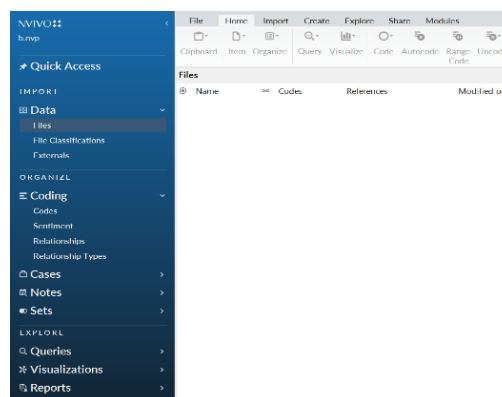 NVIVO
b.nvp
Quick Access
IMPORT
Data
Files
File Classifications
Externals
ORGANIZE
Coding
Codes
Sentiment
Relationships
Relationship Types
Cases
Notes
Sets
EXPLORE
Queries
Visualizations
Reports
File Home Import Create Explore Share Modules
Clipboard Item Organize Query Visualize Code Autocode Range Code Uncod
Files
Name Codes References Modified o